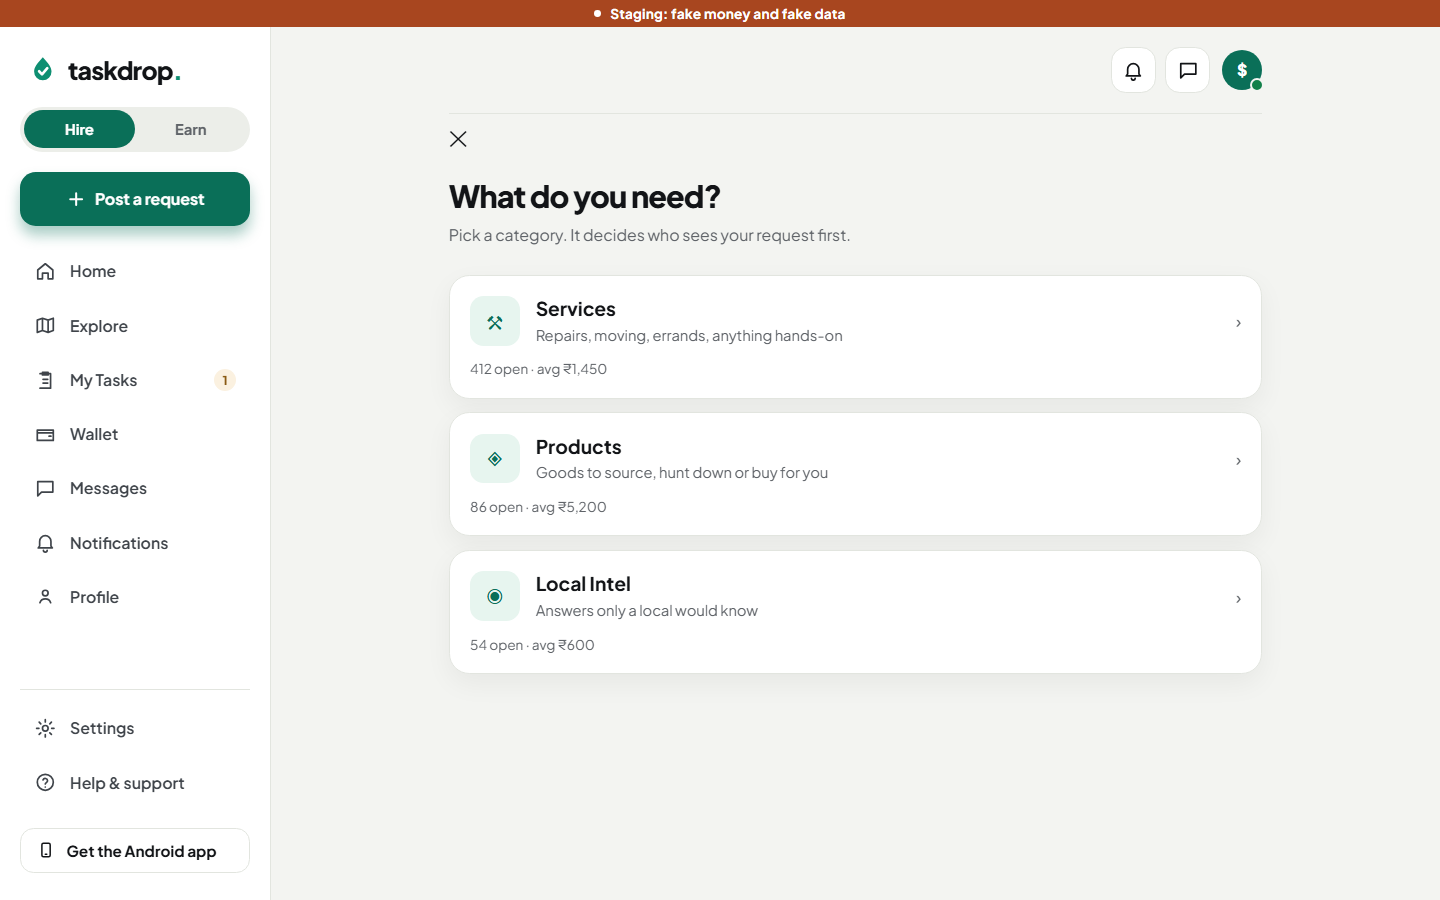 Staging: fake money and fake data
taskdrop.
Hire
Earn
Post a request
Home
Explore
My Tasks
1
Wallet
Messages
Notifications
Profile
Settings
Help & support
Get the Android app
$
What do you need?
Pick a category. It decides who sees your request first.
Services
Repairs, moving, errands, anything hands-on
412 open · avg ₹1,450
Products
Goods to source, hunt down or buy for you
86 open · avg ₹5,200
Local Intel
Answers only a local would know
54 open · avg ₹600